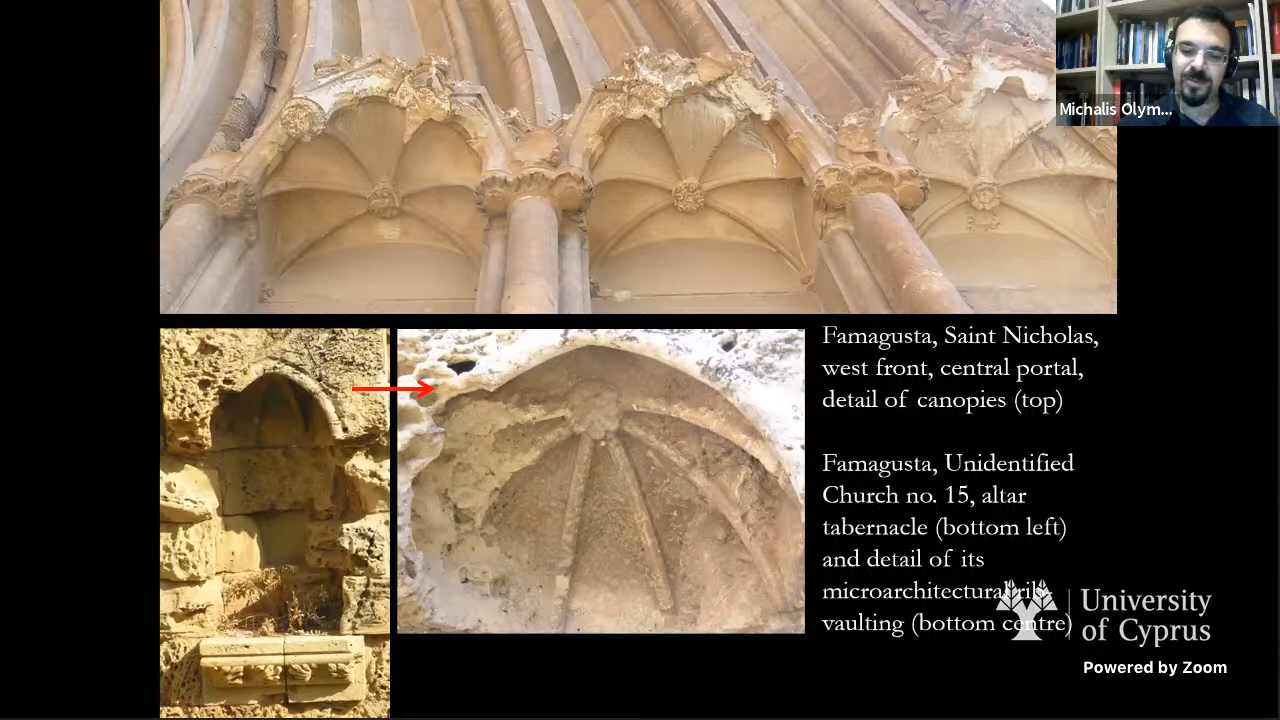 Michalis Olym...
Famagusta, Saint Nicholas,
west front, central portal,
detail of canopies (top)
Famagusta, Unidentified
Church no. 15, altar
tabernacle (bottom left)
and detail of its
microarchitectural rib
vaulting (bottom centre)
University
of Cyprus
Powered by Zoom